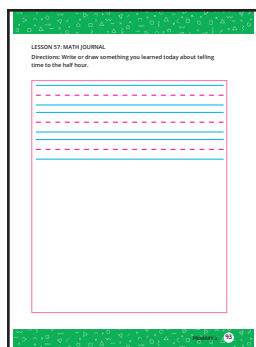 LESSON 57: MATH JOURNAL
Directions: Write or draw something you learned today about telling
time to the half hour.
93